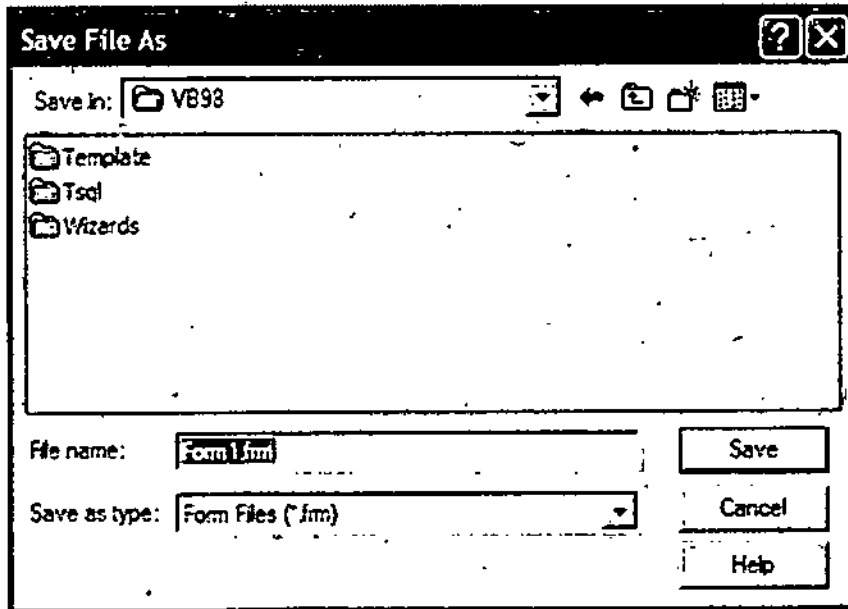 Save File As
Save in: VB98
Template
Tsql
Wizards
File name: Form1.frm Save
Save as type: Form Files (*.frm) Cancel
Help